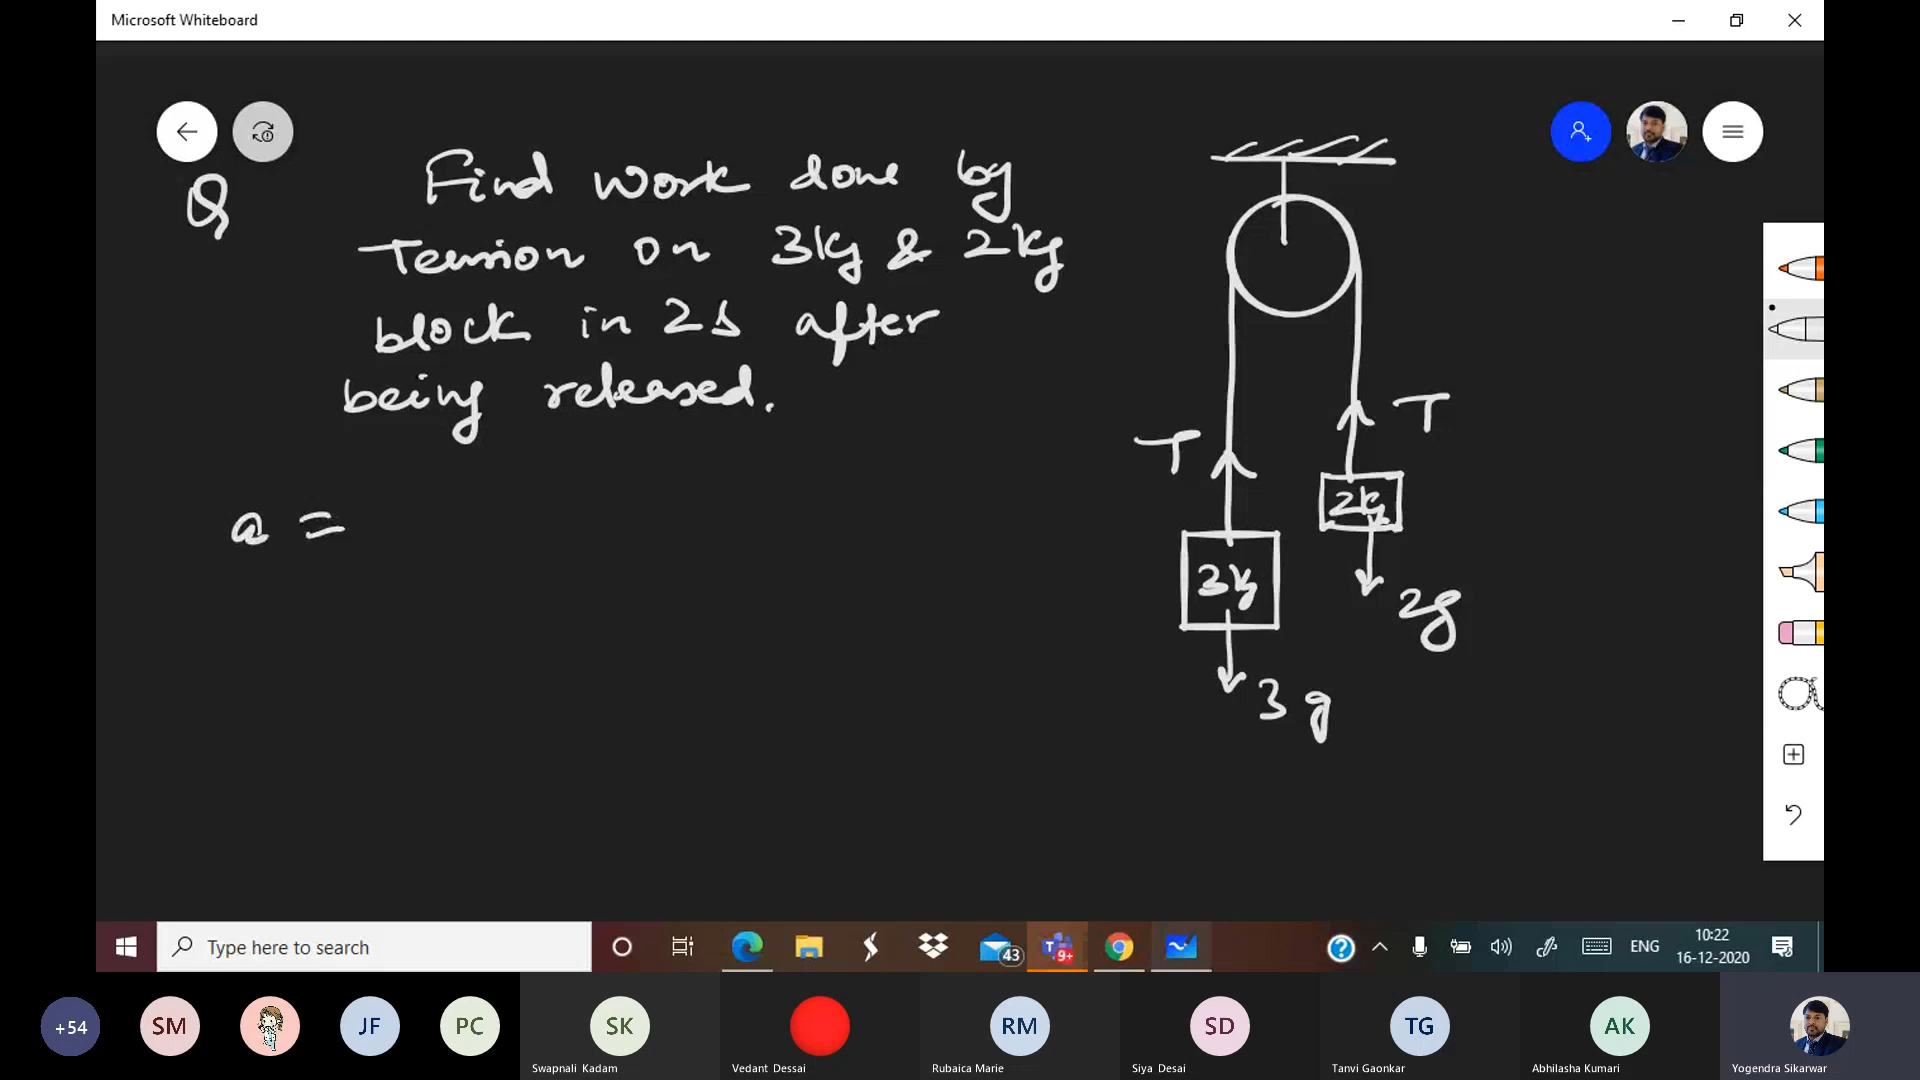 Microsoft Whiteboard
Q Find work done by
Tension on 3kg & 2kg
block in 2s after
being released.
a =
T
T
2kg
3kg
2g
3g
Type here to search
43
9+
ENG
10:22
16-12-2020
+54
SM
JF
PC
SK
RM
SD
TG
AK
Swapnali Kadam
Vedant Dessai
Rubaica Marie
Siya Desai
Tanvi Gaonkar
Abhilasha Kumari
Yogendra Sikarwar